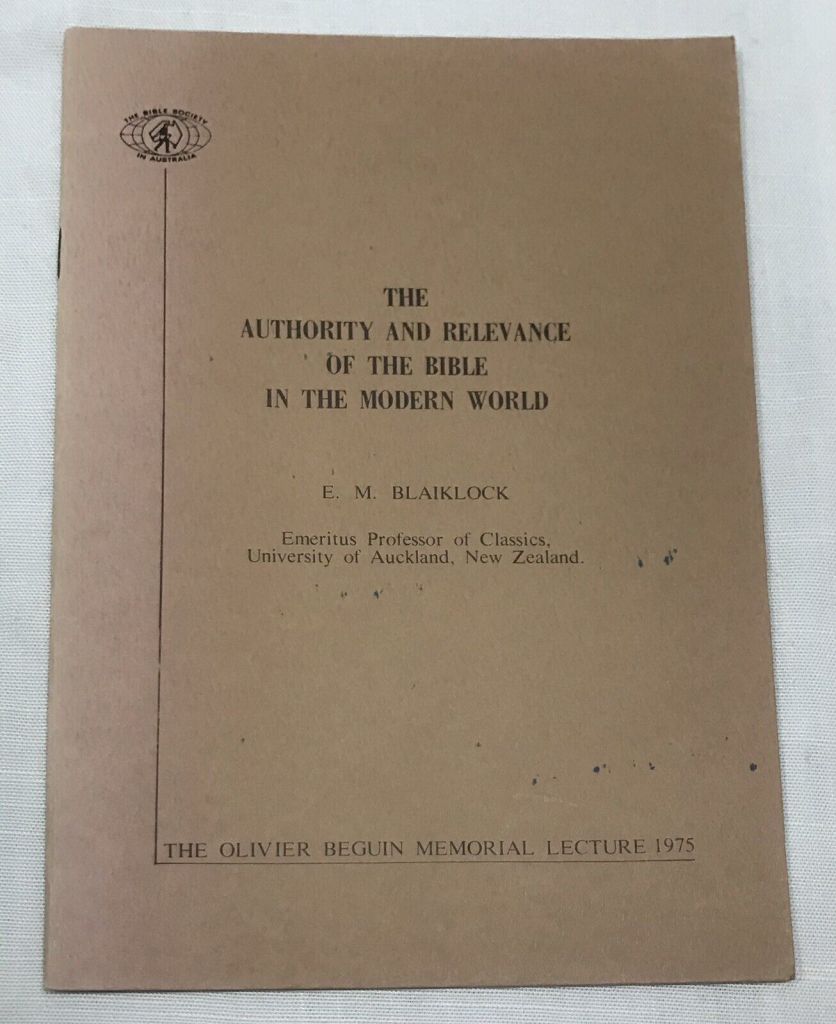 THE BIBLE SOCIETY
IN AUSTRALIA
THE
AUTHORITY AND RELEVANCE
OF THE BIBLE
IN THE MODERN WORLD
E. M. BLAIKLOCK
Emeritus Professor of Classics,
University of Auckland, New Zealand.
THE OLIVIER BEGUIN MEMORIAL LECTURE 1975